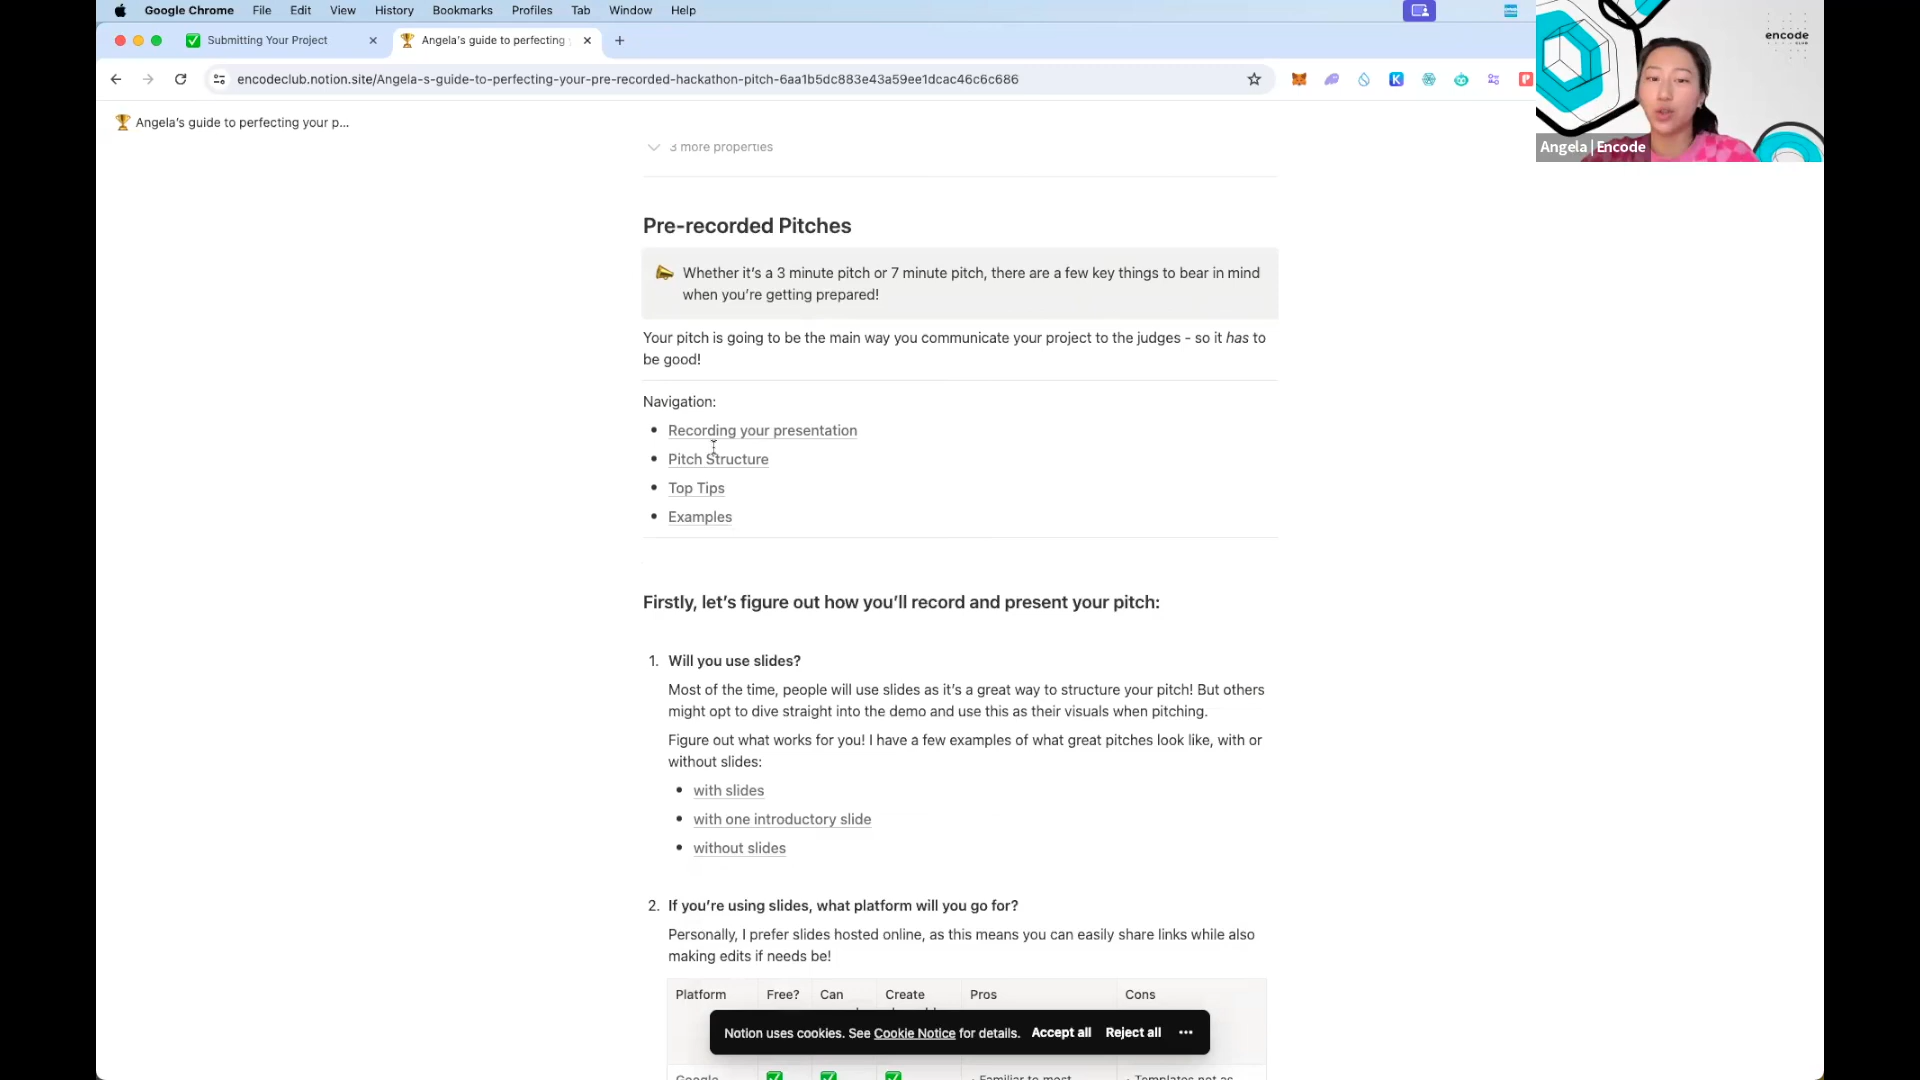 Google Chrome File Edit View History Bookmarks Profiles Tab Window Help
Submitting Your Project
Angela's guide to perfecting
encodeclub.notion.site/Angela-s-guide-to-perfecting-your-pre-recorded-hackathon-pitch-6aa1b5dc883e43a59ee1dcac46c6c686
encode
Angela | Encode
Angela's guide to perfecting your p...
3 more properties
Pre-recorded Pitches
Whether it's a 3 minute pitch or 7 minute pitch, there are a few key things to bear in mind
when you're getting prepared!
Your pitch is going to be the main way you communicate your project to the judges - so it has to
be good!
Navigation:
• Recording your presentation
• Pitch Structure
• Top Tips
• Examples
Firstly, let's figure out how you'll record and present your pitch:
1. Will you use slides?
Most of the time, people will use slides as it's a great way to structure your pitch! But others
might opt to dive straight into the demo and use this as their visuals when pitching.
Figure out what works for you! I have a few examples of what great pitches look like, with or
without slides:
• with slides
• with one introductory slide
• without slides
2. If you're using slides, what platform will you go for?
Personally, I prefer slides hosted online, as this means you can easily share links while also
making edits if needs be!
Platform Free? Can Create Pros Cons
Notion uses cookies. See Cookie Notice for details. Accept all Reject all ...
Google Familiar to most Templates not as